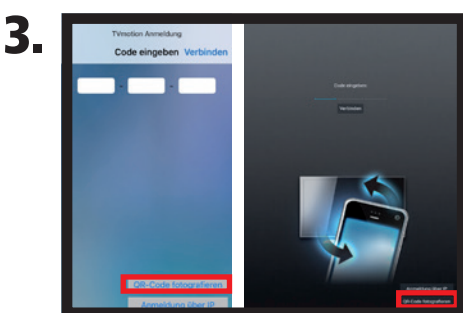 3.
TVmotion Anmeldung
Code eingeben Verbinden
- -
QR-Code fotografieren
Anmeldung über IP
Code eingeben
Verbinden
Anmeldung über IP
QR-Code fotografieren